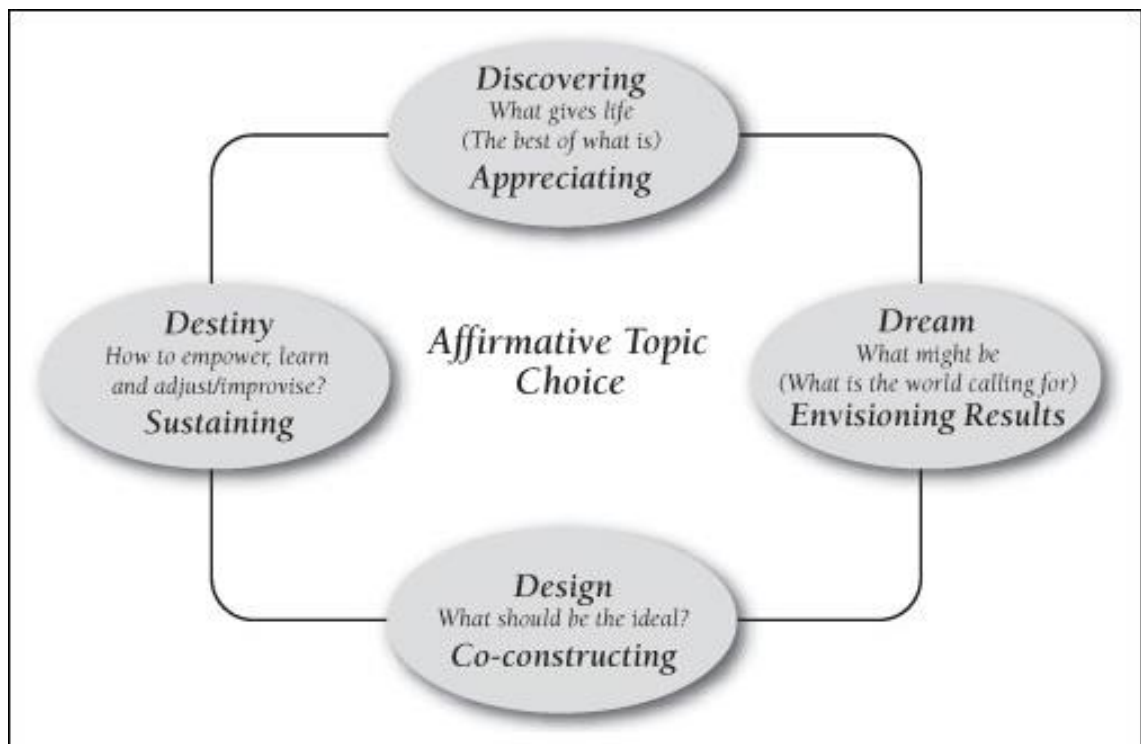 Discovering
What gives life
(The best of what is)
Appreciating
Destiny
How to empower, learn
and adjust/improvise?
Sustaining
Affirmative Topic
Choice
Dream
What might be
(What is the world calling for)
Envisioning Results
Design
What should be the ideal?
Co-constructing